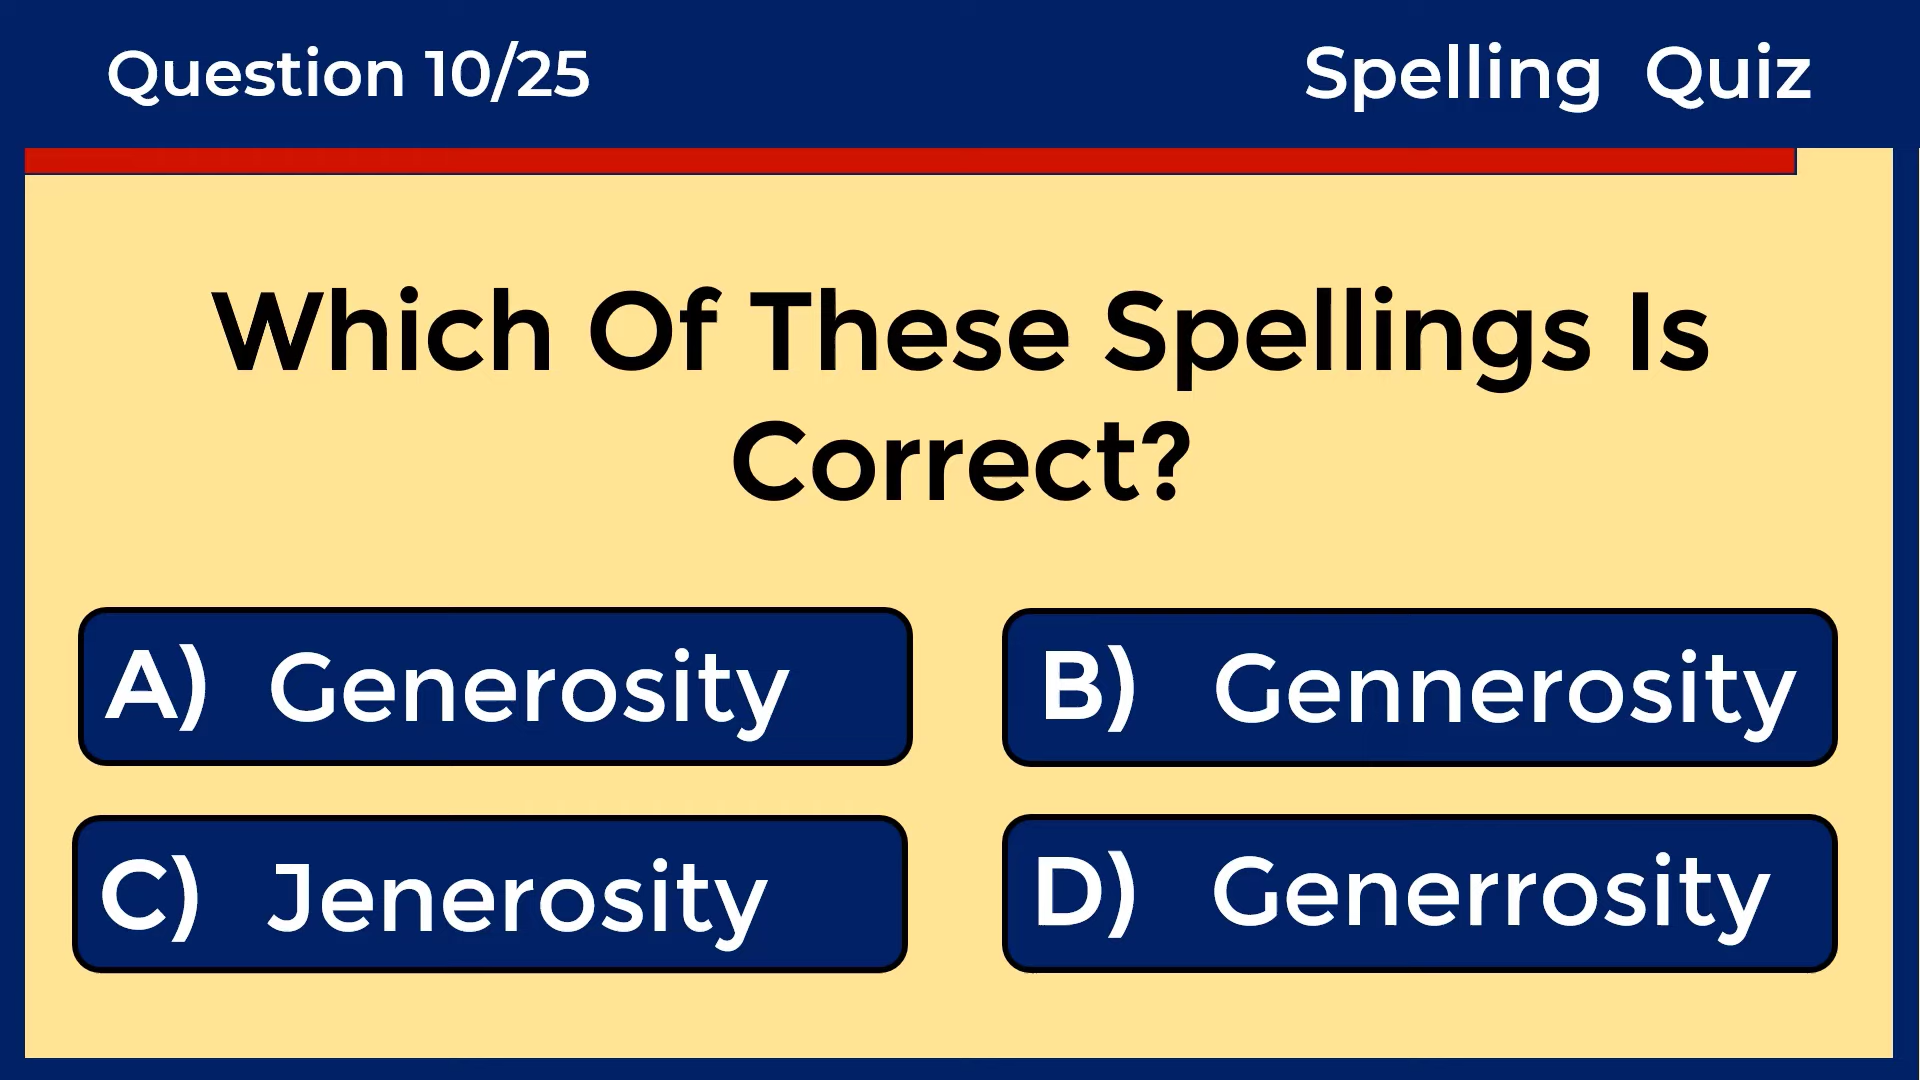 Question 10/25
Spelling Quiz
Which Of These Spellings Is
Correct?
A) Generosity
B) Gennerosity
C) Jenerosity
D) Generrosity